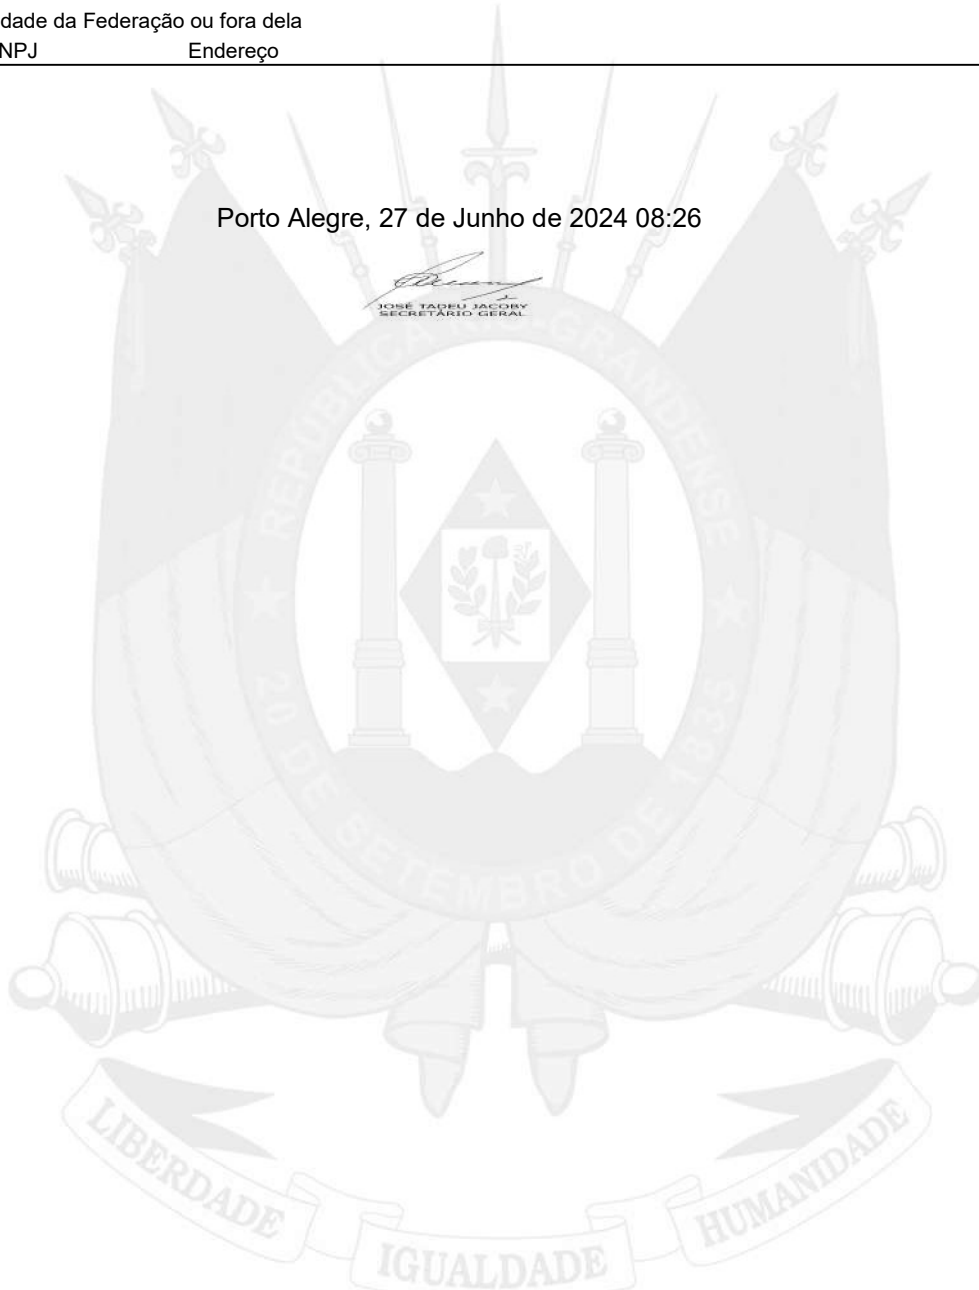 dade da Federação ou fora dela
NPJ Endereço
Porto Alegre, 27 de Junho de 2024 08:26
JOSÉ TADEU JACOBY
SECRETÁRIO GERAL
REPUBLICA RIO-GRANDENSE
20 DE SETEMBRO DE 1835
LIBERDADE
IGUALDADE
HUMANIDADE